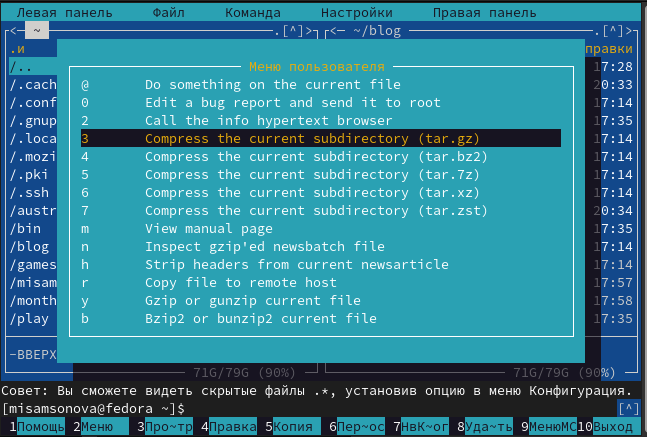 Левая панель Файл Команда Настройки Правая панель
<─ ~ .[^]>┐┌<─ ~/blog .[^]>
.и правки
/.. 17:28
/.cach 20:33
/.conf 17:14
/.gnup 17:35
/.loca 17:14
/.mozi 17:14
/.pki 17:14
/.ssh 17:14
/austr 20:34
/bin 17:35
/blog 17:14
/games 17:14
/misam 17:57
/month 17:58
/play 17:35
Меню пользователя
@ Do something on the current file
0 Edit a bug report and send it to root
2 Call the info hypertext browser
3 Compress the current subdirectory (tar.gz)
4 Compress the current subdirectory (tar.bz2)
5 Compress the current subdirectory (tar.7z)
6 Compress the current subdirectory (tar.xz)
7 Compress the current subdirectory (tar.zst)
m View manual page
n Inspect gzip'ed newsbatch file
h Strip headers from current newsarticle
r Copy file to remote host
y Gzip or gunzip current file
b Bzip2 or bunzip2 current file
-ВВЕРХ
71G/79G (90%) 71G/79G (90%)
Совет: Вы сможете видеть скрытые файлы .*, установив опцию в меню Конфигурация.
[misamsonova@fedora ~]$ [^]
1Помощь 2Меню 3Про~тр 4Правка 5Копия 6Пер~ос 7НвК~ог 8Уда~ть 9МенюMC 10Выход